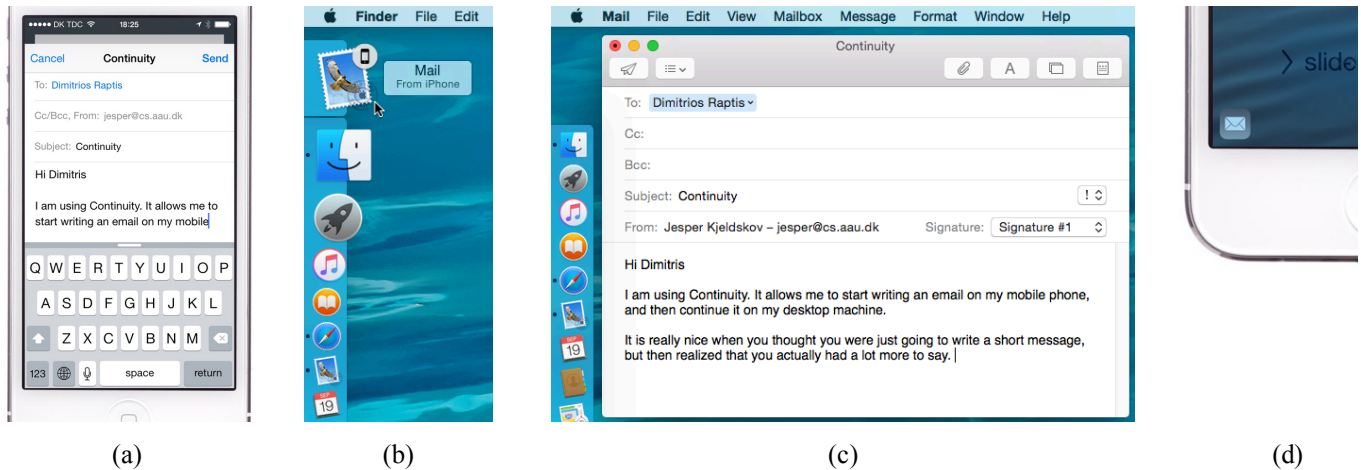 DK TDC
18:25
Cancel
Continuity
Send
To: Dimitrios Raptis
Cc/Bcc, From: jesper@cs.aau.dk
Subject: Continuity
Hi Dimitris
I am using Continuity. It allows me to
start writing an email on my mobile
Q W E R T Y U I O P
A S D F G H J K L
Z X C V B N M
123
space
return
(a)
Finder File Edit
Mail
From iPhone
SEP
19
(b)
Mail File Edit View Mailbox Message Format Window Help
Continuity
A
To: Dimitrios Raptis
Cc:
Bcc:
Subject: Continuity
!
From: Jesper Kjeldskov – jesper@cs.aau.dk
Signature: Signature #1
Hi Dimitris
I am using Continuity. It allows me to start writing an email on my mobile phone,
and then continue it on my desktop machine.
It is really nice when you thought you were just going to write a short message,
but then realized that you actually had a lot more to say.
SEP
19
(c)
slide
(d)